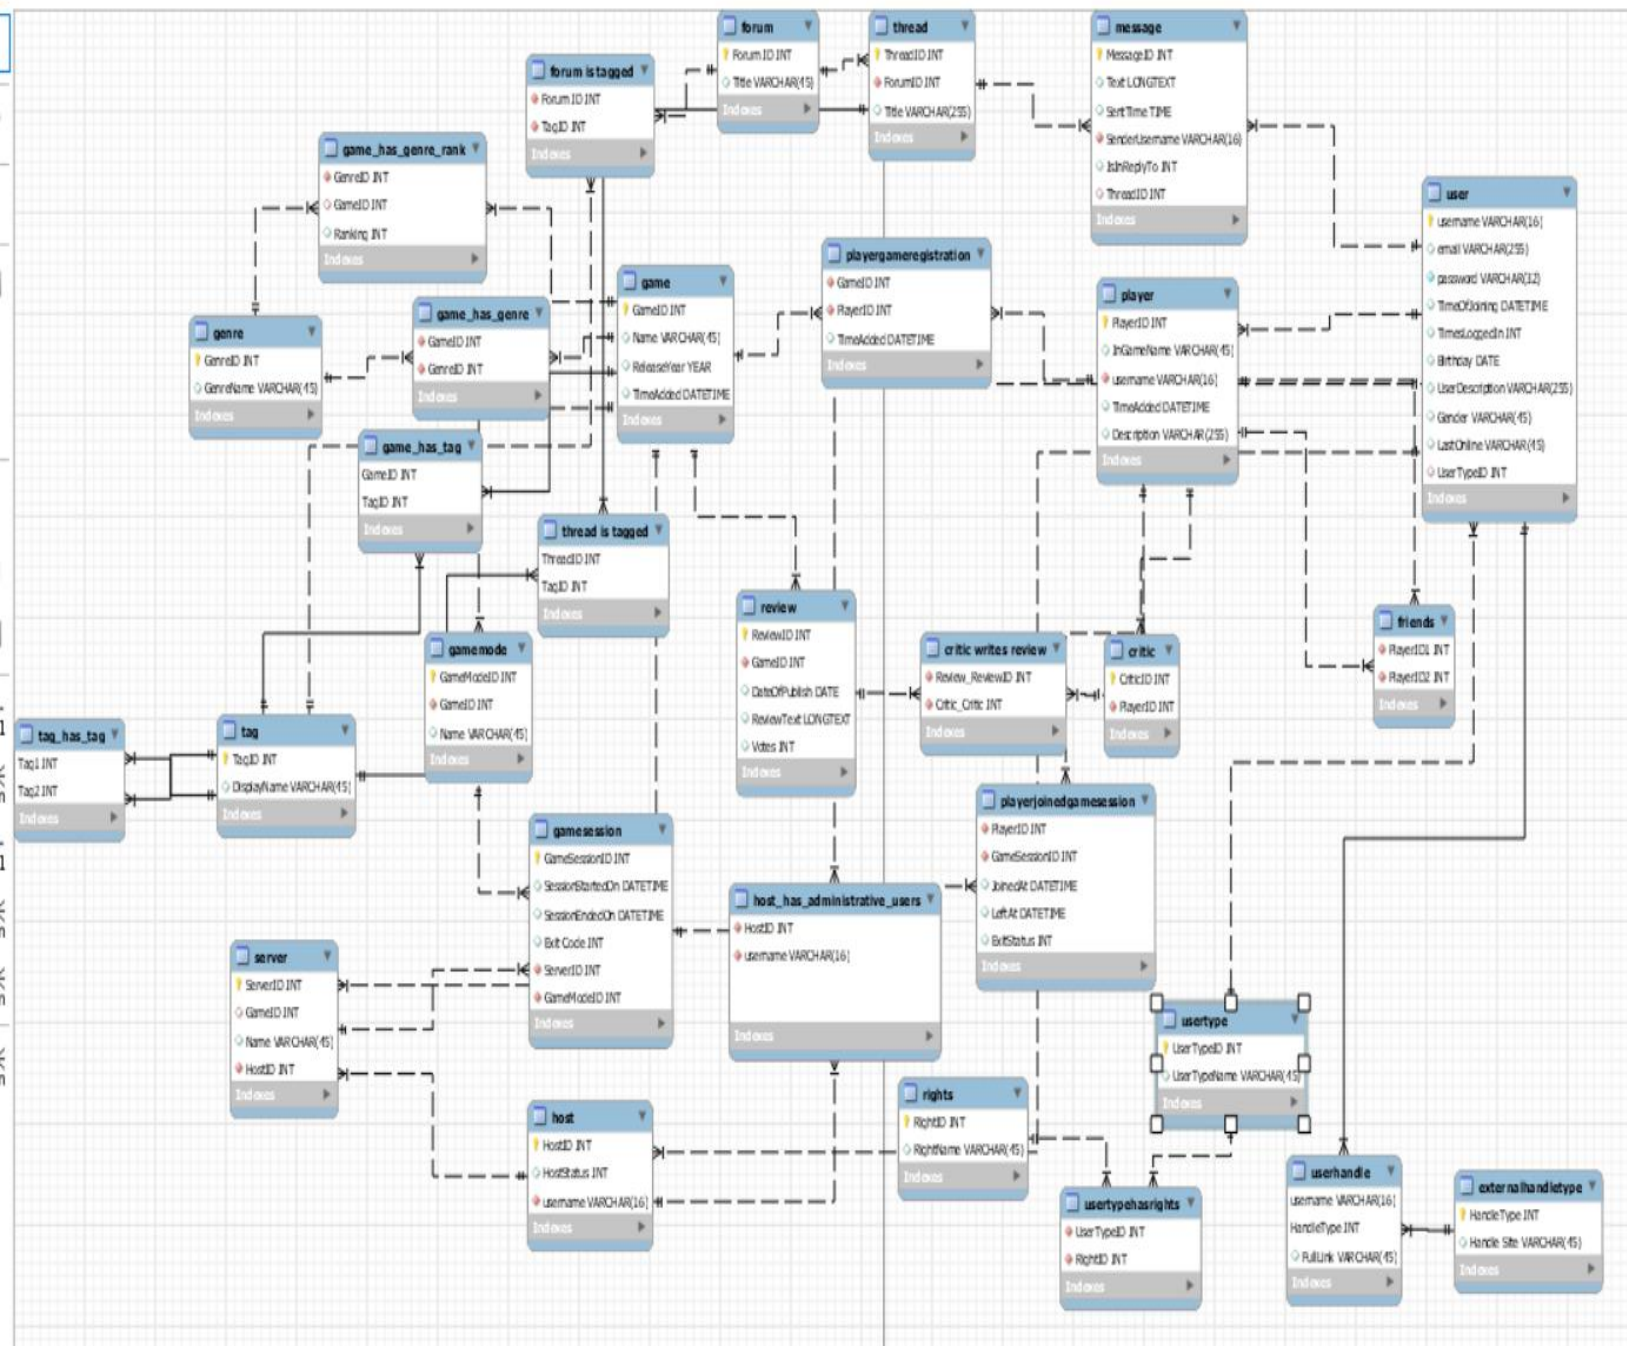 forum
Forum ID INT
Title VARCHAR(45)
Indexes
thread
ThreadID INT
ForumID INT
Title VARCHAR(255)
Indexes
message
MessageID INT
Text LONGTEXT
SentTime TIME
SenderUsername VARCHAR(16)
IsInReplyTo INT
ThreadID INT
Indexes
forum is tagged
Forum ID INT
TagID INT
Indexes
game_has_genre_rank
GenreID INT
GameID INT
Ranking INT
Indexes
user
username VARCHAR(16)
email VARCHAR(255)
password VARCHAR(32)
TimeOfJoining DATETIME
TimesLoggedIn INT
Birthday DATE
UserDescription VARCHAR(255)
Gender VARCHAR(45)
LastOnline VARCHAR(45)
UserTypeID INT
Indexes
playergameregistration
GameID INT
PlayerID INT
TimeAdded DATETIME
Indexes
game
GameID INT
Name VARCHAR(45)
ReleaseYear YEAR
TimeAdded DATETIME
Indexes
player
PlayerID INT
InGameName VARCHAR(45)
username VARCHAR(16)
TimeAdded DATETIME
Description VARCHAR(255)
Indexes
game_has_genre
GameID INT
GenreID INT
Indexes
genre
GenreID INT
GenreName VARCHAR(45)
Indexes
game_has_tag
GameID INT
TagID INT
Indexes
thread is tagged
ThreadID INT
TagID INT
Indexes
review
ReviewID INT
GameID INT
DateOfPublish DATE
ReviewText LONGTEXT
Votes INT
Indexes
friends
PlayerID1 INT
PlayerID2 INT
Indexes
gamemode
GameModeID INT
GameID INT
Name VARCHAR(45)
Indexes
critic writes review
Review_ReviewID INT
Critic_Critic INT
Indexes
critic
CriticID INT
PlayerID INT
Indexes
tag_has_tag
Tag1 INT
Tag2 INT
Indexes
tag
TagID INT
DisplayName VARCHAR(45)
Indexes
playerjoinedgamesession
PlayerID INT
GameSessionID INT
JoinedAt DATETIME
LeftAt DATETIME
ExitStatus INT
Indexes
gamesession
GameSessionID INT
SessionStartedOn DATETIME
SessionEndedOn DATETIME
Exit Code INT
ServerID INT
GameModeID INT
Indexes
host_has_administrative_users
HostID INT
username VARCHAR(16)
Indexes
server
ServerID INT
GameID INT
Name VARCHAR(45)
HostID INT
Indexes
usertype
UserTypeID INT
UserTypeName VARCHAR(45)
Indexes
rights
RightID INT
RightName VARCHAR(45)
Indexes
host
HostID INT
HostStatus INT
username VARCHAR(16)
Indexes
usertypehasrights
UserTypeID INT
RightID INT
Indexes
userhandle
username VARCHAR(16)
HandleType INT
FullLink VARCHAR(45)
Indexes
externalhandletype
HandleType INT
Handle Site VARCHAR(45)
Indexes